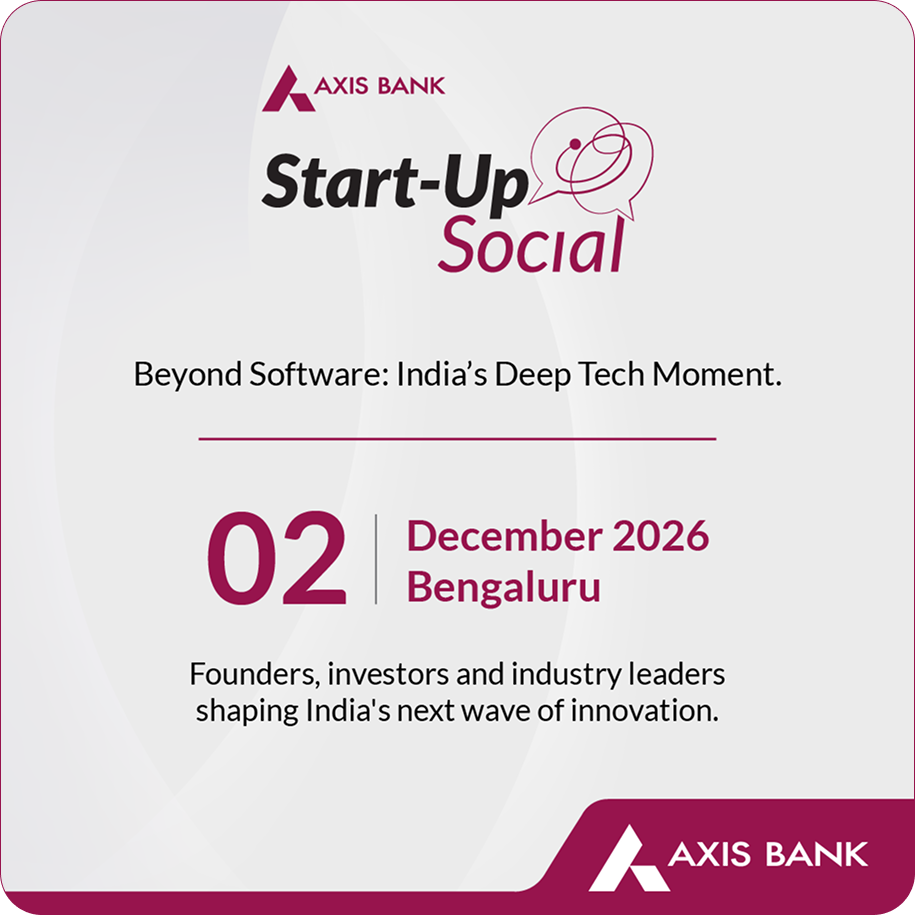 AXIS BANK
Start-Up
Social
Beyond Software: India’s Deep Tech Moment.
02
December 2026
Bengaluru
Founders, investors and industry leaders
shaping India's next wave of innovation.
AXIS BANK